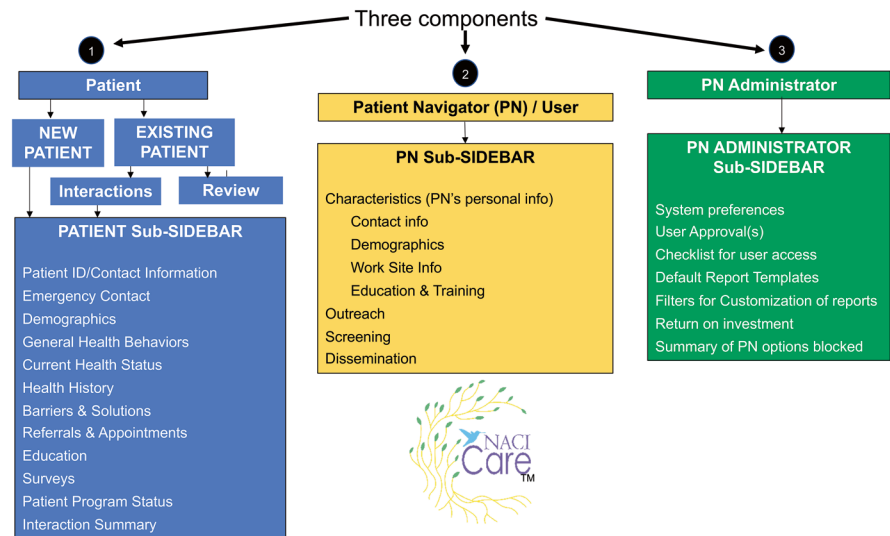 Three components
1
Patient
NEW
PATIENT
EXISTING
PATIENT
Interactions
Review
PATIENT Sub-SIDEBAR
Patient ID/Contact Information
Emergency Contact
Demographics
General Health Behaviors
Current Health Status
Health History
Barriers & Solutions
Referrals & Appointments
Education
Surveys
Patient Program Status
Interaction Summary
2
Patient Navigator (PN) / User
PN Sub-SIDEBAR
Characteristics (PN's personal info)
Contact info
Demographics
Work Site Info
Education & Training
Outreach
Screening
Dissemination
NACI
Care
TM
3
PN Administrator
PN ADMINISTRATOR
Sub-SIDEBAR
System preferences
User Approval(s)
Checklist for user access
Default Report Templates
Filters for Customization of reports
Return on investment
Summary of PN options blocked